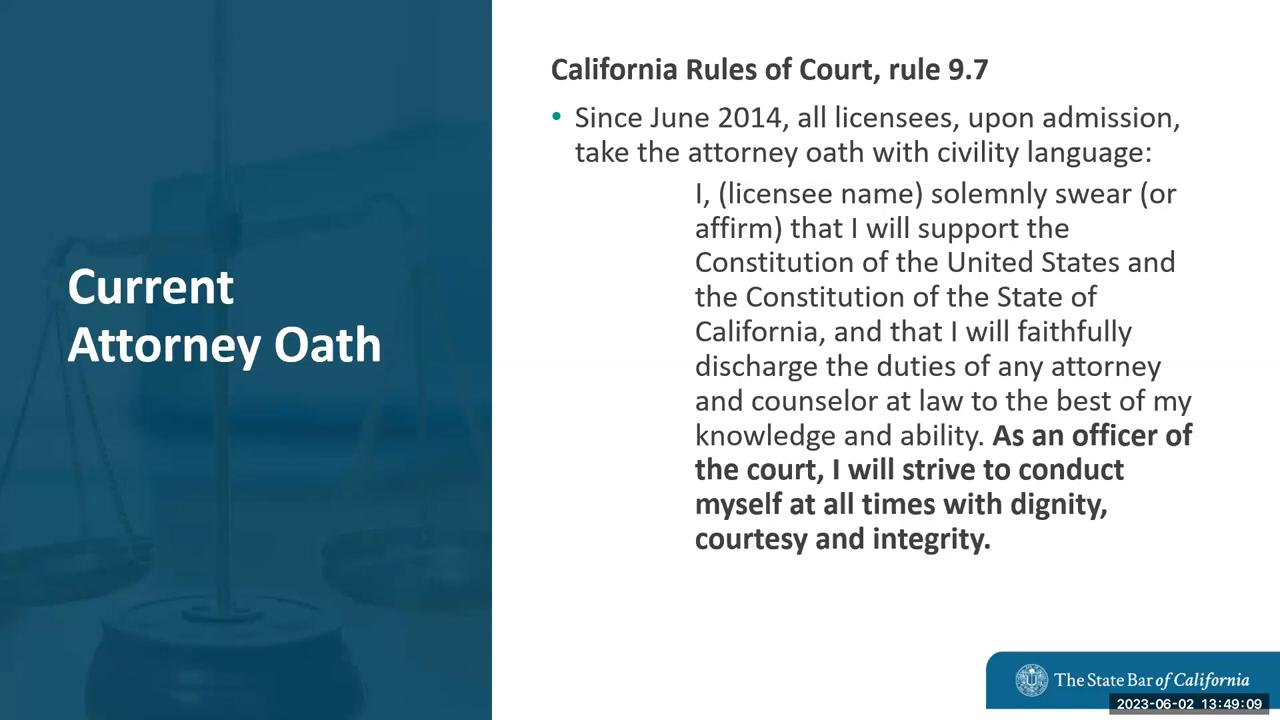 Current
Attorney Oath
California Rules of Court, rule 9.7
• Since June 2014, all licensees, upon admission,
take the attorney oath with civility language:
I, (licensee name) solemnly swear (or
affirm) that I will support the
Constitution of the United States and
the Constitution of the State of
California, and that I will faithfully
discharge the duties of any attorney
and counselor at law to the best of my
knowledge and ability. As an officer of
the court, I will strive to conduct
myself at all times with dignity,
courtesy and integrity.
The State Bar of California
2023-06-02 13:49:09